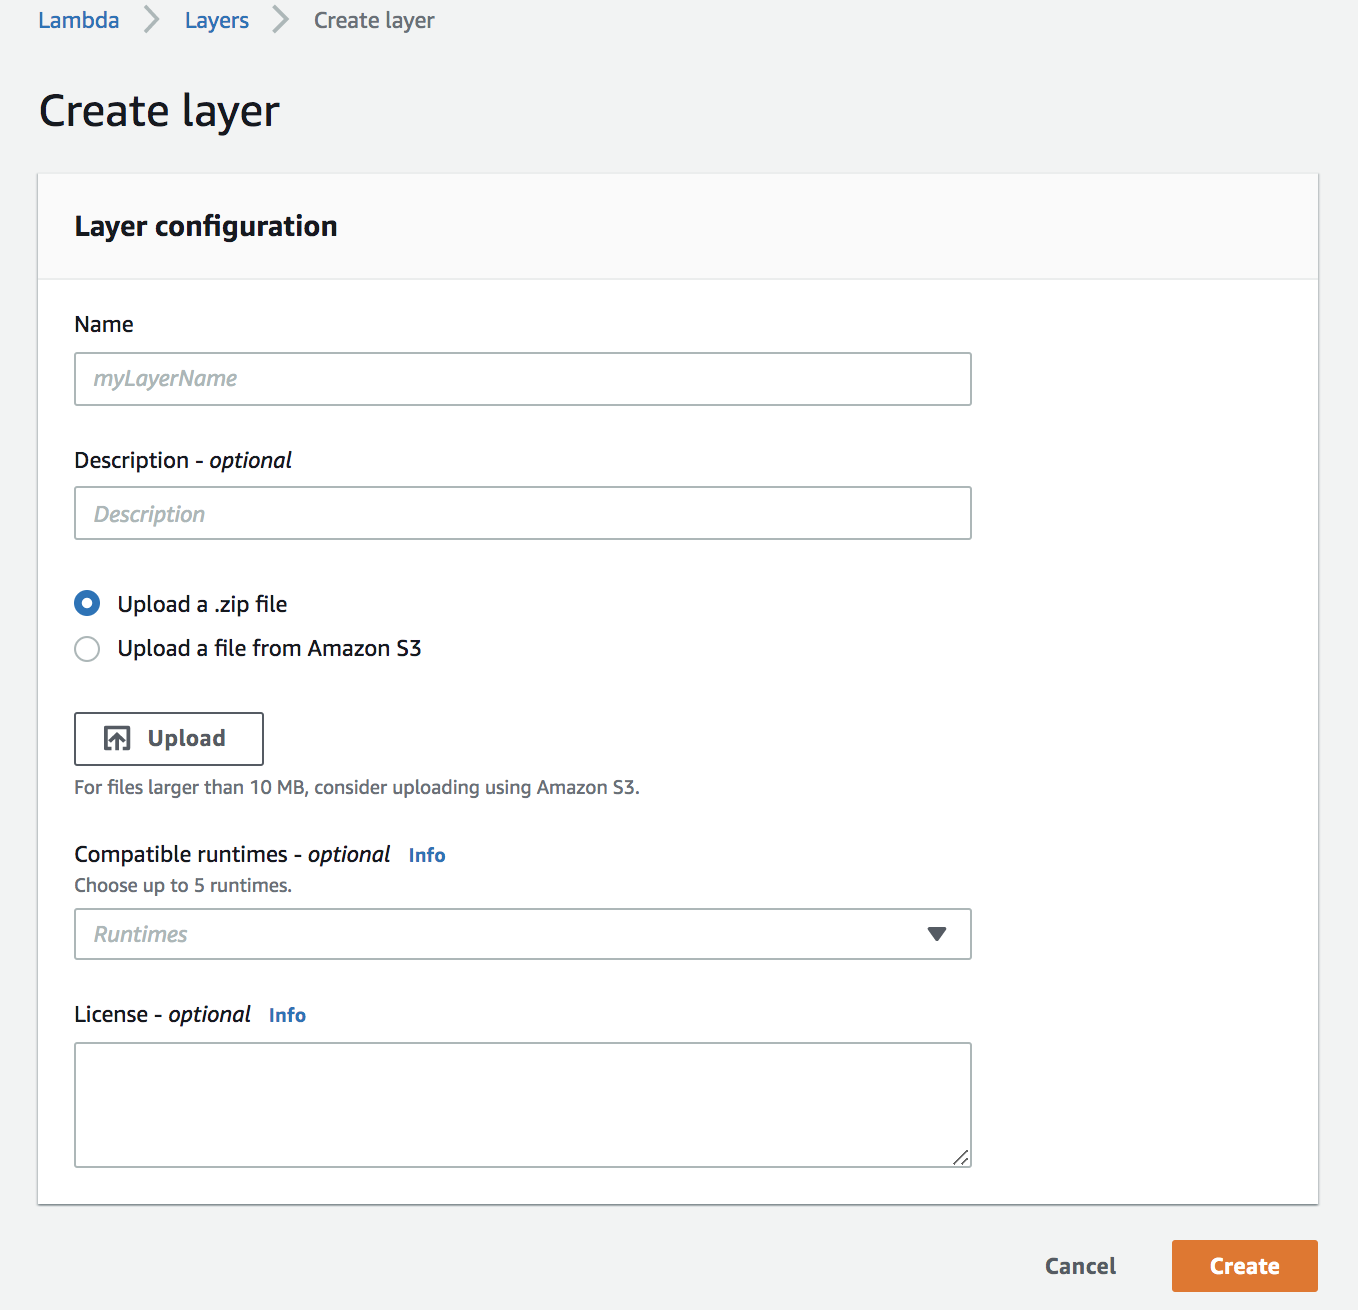 Lambda > Layers > Create layer
Create layer
Layer configuration
Name
myLayerName
Description - optional
Description
Upload a .zip file
Upload a file from Amazon S3
Upload
For files larger than 10 MB, consider uploading using Amazon S3.
Compatible runtimes - optional Info
Choose up to 5 runtimes.
Runtimes
License - optional Info
Cancel Create